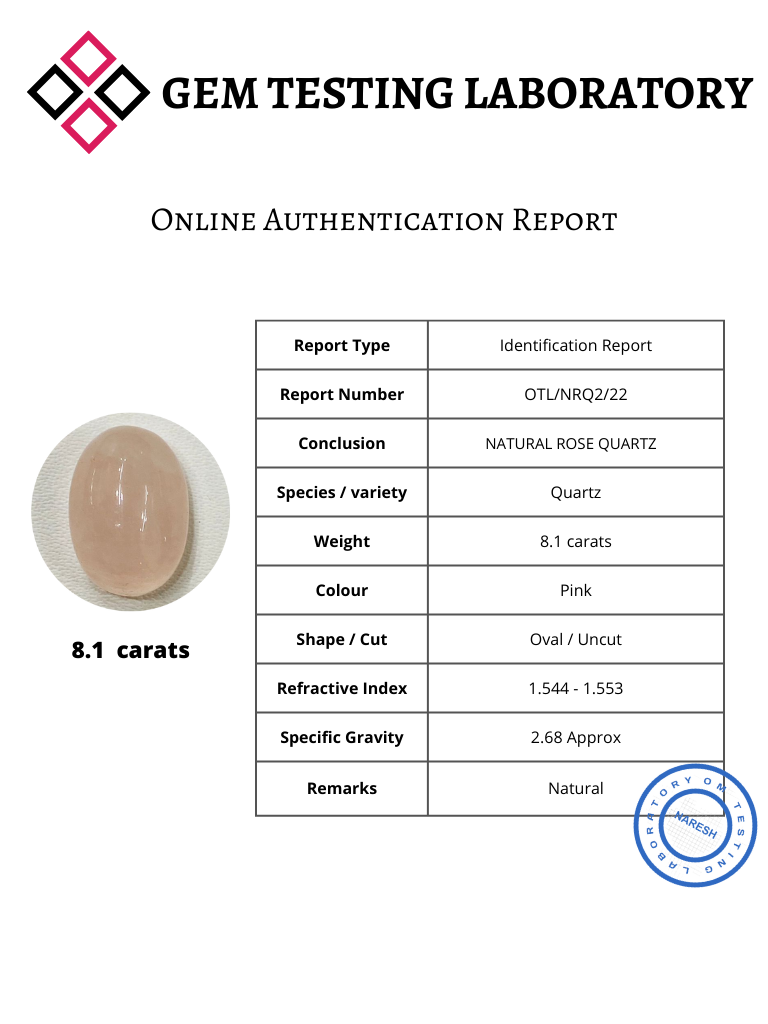 GEM TESTING LABORATORY
Online Authentication Report
Report Type Identification Report
Report Number OTL/NRQ2/22
Conclusion NATURAL ROSE QUARTZ
Species / variety Quartz
Weight 8.1 carats
Colour Pink
Shape / Cut Oval / Uncut
Refractive Index 1.544 - 1.553
Specific Gravity 2.68 Approx
Remarks Natural
8.1 carats
OM TESTING LABORATORY
NARESH